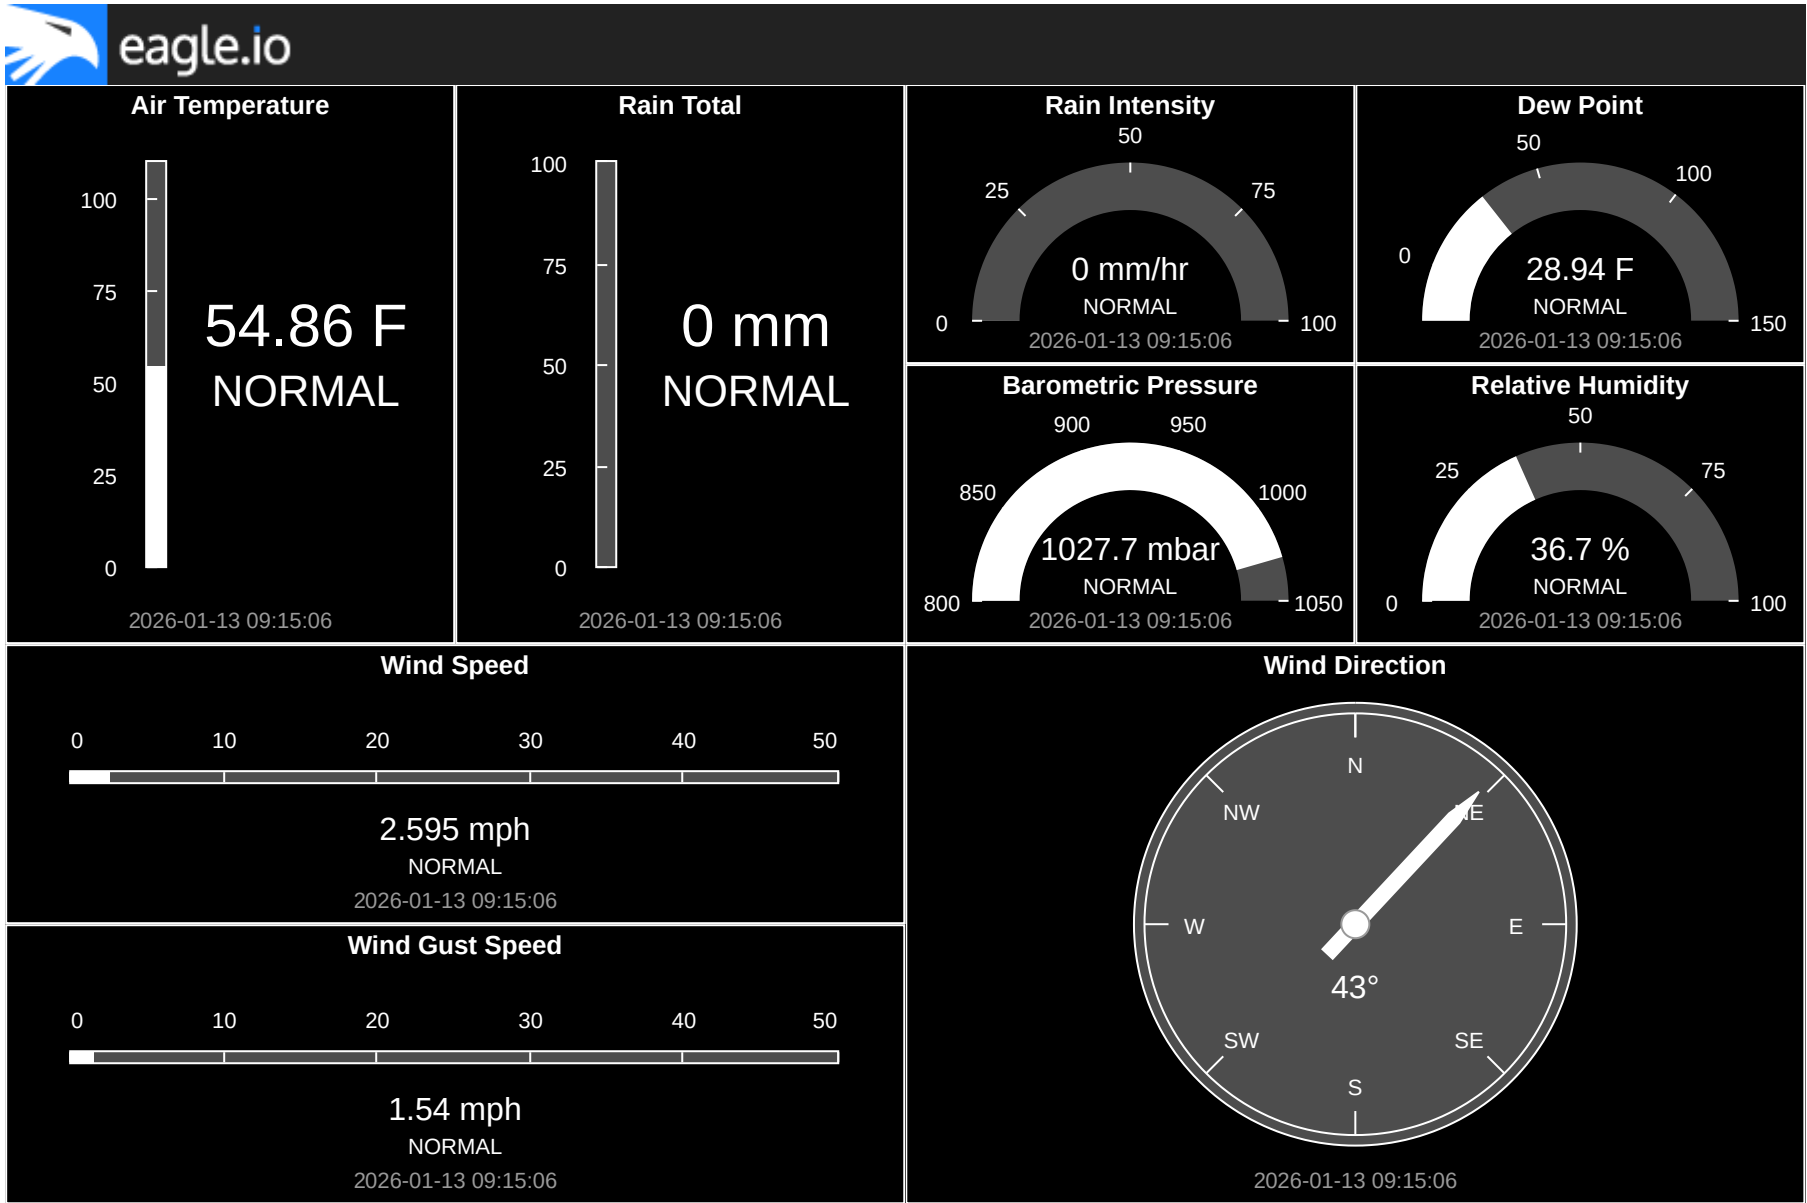 eagle.io
Air Temperature
100
75
50
25
0
54.86 F
NORMAL
2026-01-13 09:15:06
Rain Total
100
75
50
25
0
0 mm
NORMAL
2026-01-13 09:15:06
Rain Intensity
50
25
75
0
100
0 mm/hr
NORMAL
2026-01-13 09:15:06
Dew Point
50
100
0
150
28.94 F
NORMAL
2026-01-13 09:15:06
Barometric Pressure
900
950
850
1000
800
1050
1027.7 mbar
NORMAL
2026-01-13 09:15:06
Relative Humidity
50
25
75
0
100
36.7 %
NORMAL
2026-01-13 09:15:06
Wind Speed
0 10 20 30 40 50
2.595 mph
NORMAL
2026-01-13 09:15:06
Wind Gust Speed
0 10 20 30 40 50
1.54 mph
NORMAL
2026-01-13 09:15:06
Wind Direction
N
NW NE
W E
43°
SW SE
S
2026-01-13 09:15:06